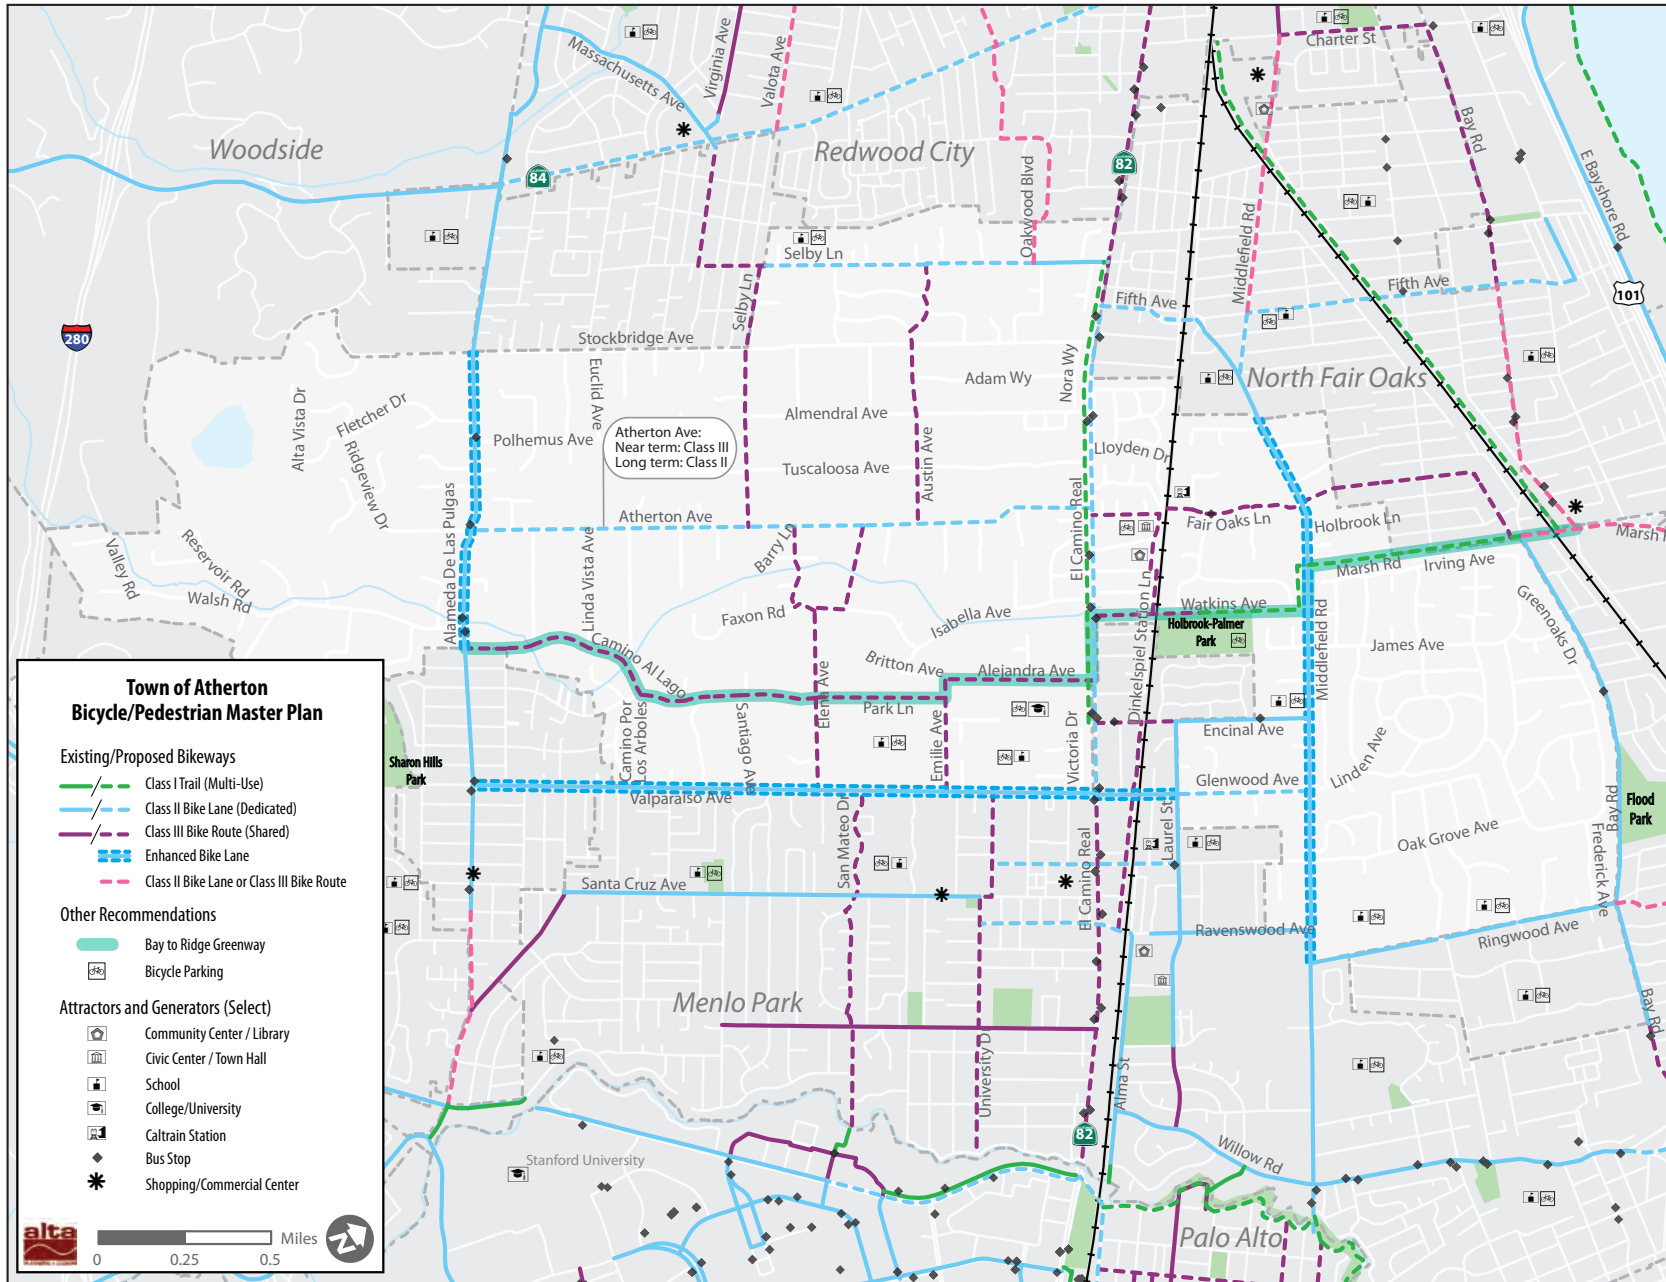 Massachusetts Ave
Virginia Ave
Valota Ave
Charter St
Woodside
Redwood City
84
82
Oakwood Blvd
Bay Rd
E Bayshore Rd
Middlefield Rd
Selby Ln
Selby Ln
Fifth Ave
Fifth Ave
101
280
Stockbridge Ave
Euclid Ave
Nora Wy
Adam Wy
North Fair Oaks
Alta Vista Dr
Fletcher Dr
Almendral Ave
Polhemus Ave
Atherton Ave:
Near term: Class III
Long term: Class II
Ridgeview Dr
Tuscaloosa Ave
Austin Ave
Lloyden Dr
Alameda De Las Pulgas
Atherton Ave
El Camino Real
Fair Oaks Ln
Holbrook Ln
Marsh
Valley Rd
Reservoir Rd
Walsh Rd
Linda Vista Ave
Barry Ln
Marsh Rd
Irving Ave
Faxon Rd
Isabella Ave
Dinkelspiel Station Ln
Watkins Ave
Holbrook-Palmer
Park
Middlefield Rd
Greenoaks Dr
James Ave
Camino Al Lago
Britton Ave
Alejandra Ave
Elena Ave
Park Ln
Camino Por
Los Arboles
Santiago Ave
Emilie Ave
Victoria Dr
Encinal Ave
Linden Ave
Glenwood Ave
Sharon Hills
Park
Valparaiso Ave
San Mateo Dr
El Camino Real
Laurel St
Oak Grove Ave
Bay Rd
Flood
Park
Frederick Ave
Santa Cruz Ave
Ravenswood Ave
Ringwood Ave
Menlo Park
University Dr
Alma St
Bay Rd
82
Willow Rd
Stanford University
Palo Alto
Town of Atherton
Bicycle/Pedestrian Master Plan
Existing/Proposed Bikeways
Class I Trail (Multi-Use)
Class II Bike Lane (Dedicated)
Class III Bike Route (Shared)
Enhanced Bike Lane
Class II Bike Lane or Class III Bike Route
Other Recommendations
Bay to Ridge Greenway
Bicycle Parking
Attractors and Generators (Select)
Community Center / Library
Civic Center / Town Hall
School
College/University
Caltrain Station
Bus Stop
Shopping/Commercial Center
alta
0 0.25 0.5 Miles
N